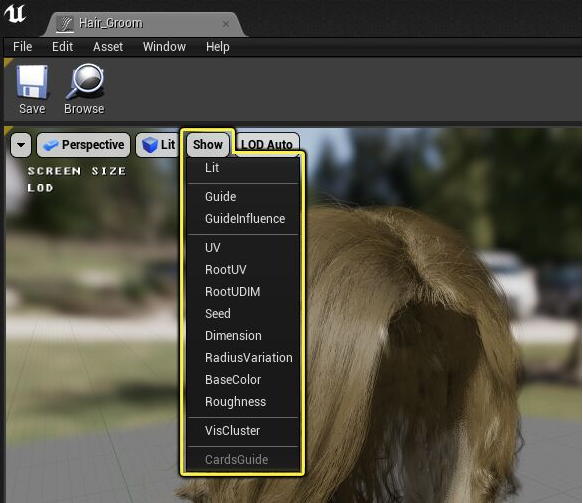 Hair_Groom
File Edit Asset Window Help
Save Browse
Perspective Lit Show LOD Auto
SCREEN SIZE
LOD
Lit
Guide
GuideInfluence
UV
RootUV
RootUDIM
Seed
Dimension
RadiusVariation
BaseColor
Roughness
VisCluster
CardsGuide